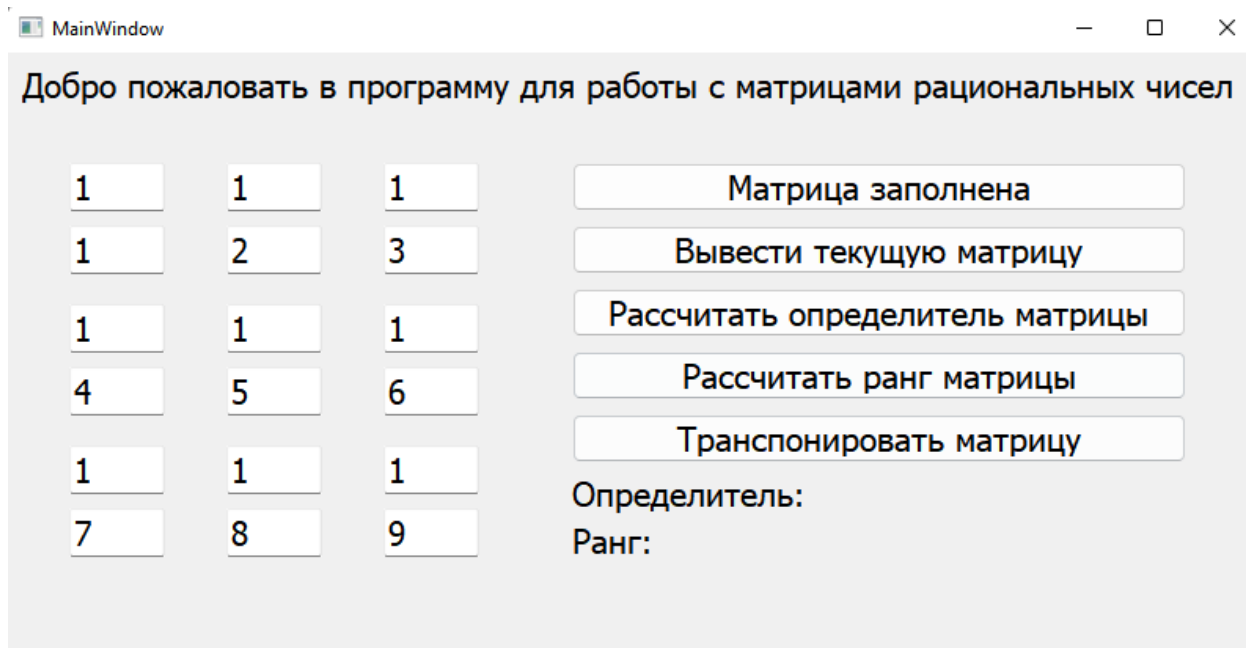 MainWindow
Добро пожаловать в программу для работы с матрицами рациональных чисел
1 1 1 Матрица заполнена
1 2 3 Вывести текущую матрицу
Рассчитать определитель матрицы
1 1 1
4 5 6 Рассчитать ранг матрицы
Транспонировать матрицу
1 1 1
Определитель:
7 8 9 Ранг: